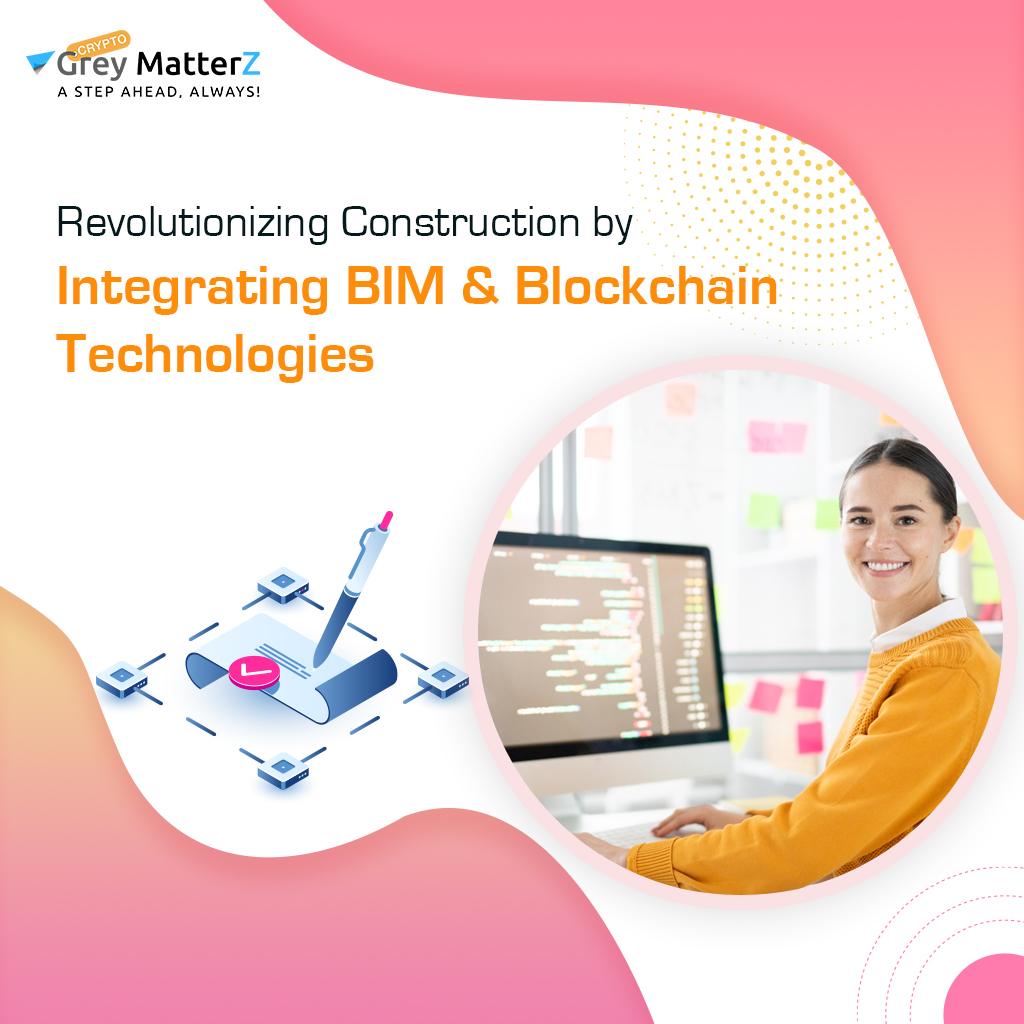 CRYPTO
Grey MatterZ
A STEP AHEAD, ALWAYS!
Revolutionizing Construction by
Integrating BIM & Blockchain
Technologies